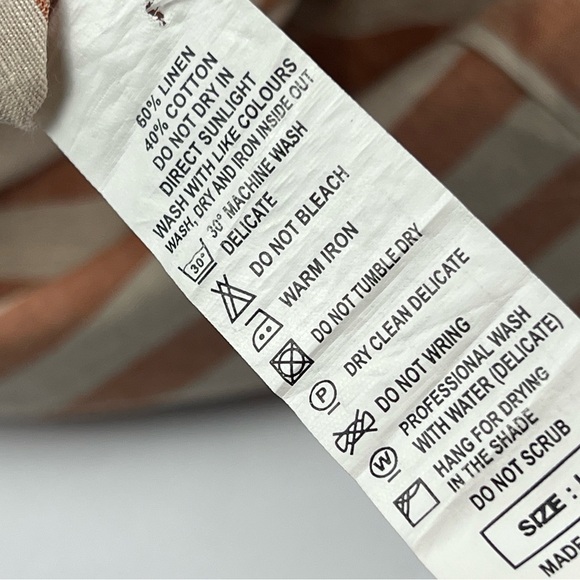 60% LINEN
40% COTTON
DO NOT DRY IN
DIRECT SUNLIGHT
WASH WITH LIKE COLOURS
WASH, DRY AND IRON INSIDE OUT
30° 30° MACHINE WASH
DELICATE
DO NOT BLEACH
WARM IRON
DO NOT TUMBLE DRY
P DRY CLEAN DELICATE
DO NOT WRING
W PROFESSIONAL WASH
WITH WATER (DELICATE)
HANG FOR DRYING
IN THE SHADE
DO NOT SCRUB
SIZE :
MADE